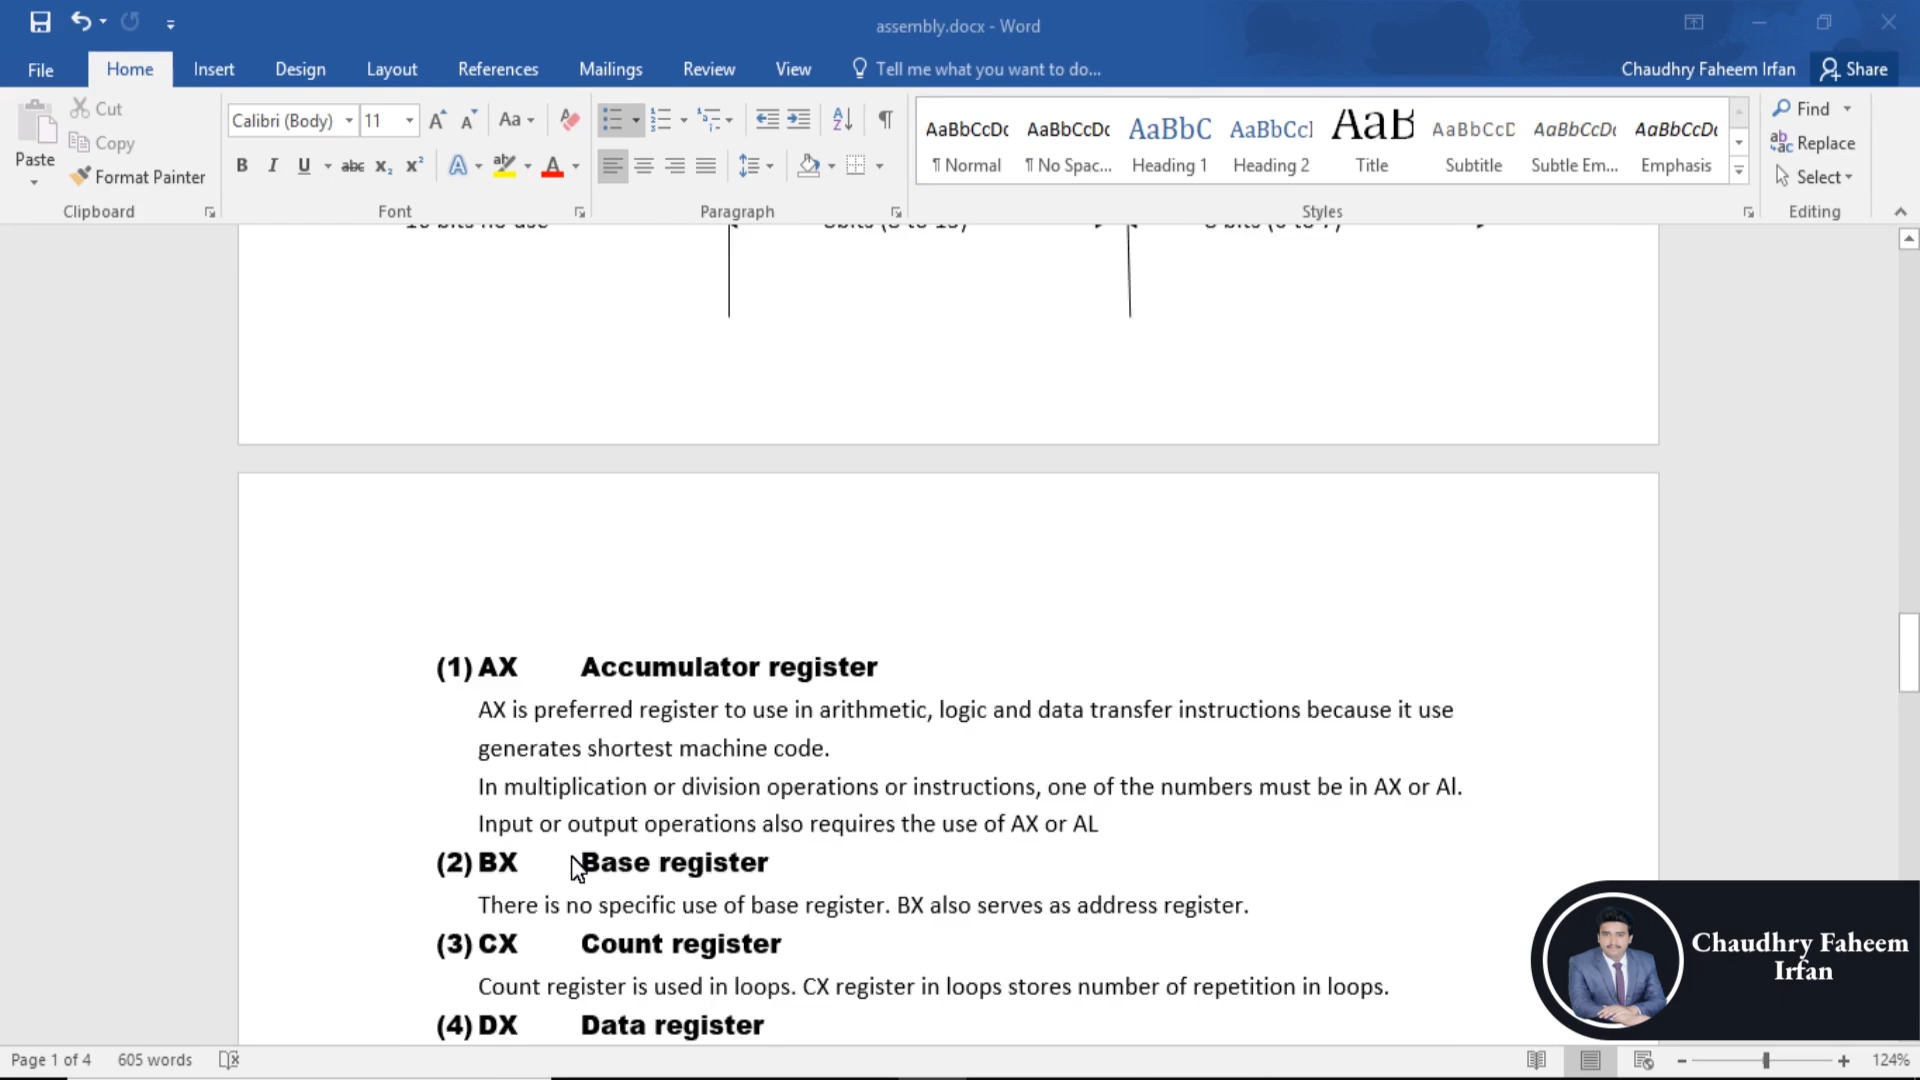 assembly.docx - Word
File Home Insert Design Layout References Mailings Review View Tell me what you want to do... Chaudhry Faheem Irfan Share
Paste
Cut
Copy
Format Painter
Clipboard
Calibri (Body) 11
Font
Paragraph
AaBbCcDc AaBbCcDc AaBbC AaBbCcI AaB AaBbCcD AaBbCcDc AaBbCcDc
¶ Normal ¶ No Spac... Heading 1 Heading 2 Title Subtitle Subtle Em... Emphasis
Styles
Find
Replace
Select
Editing
(1) AX Accumulator register
AX is preferred register to use in arithmetic, logic and data transfer instructions because it use
generates shortest machine code.
In multiplication or division operations or instructions, one of the numbers must be in AX or Al.
Input or output operations also requires the use of AX or AL
(2) BX Base register
There is no specific use of base register. BX also serves as address register.
(3) CX Count register
Count register is used in loops. CX register in loops stores number of repetition in loops.
(4) DX Data register
Chaudhry Faheem
Irfan
Page 1 of 4 605 words 124%